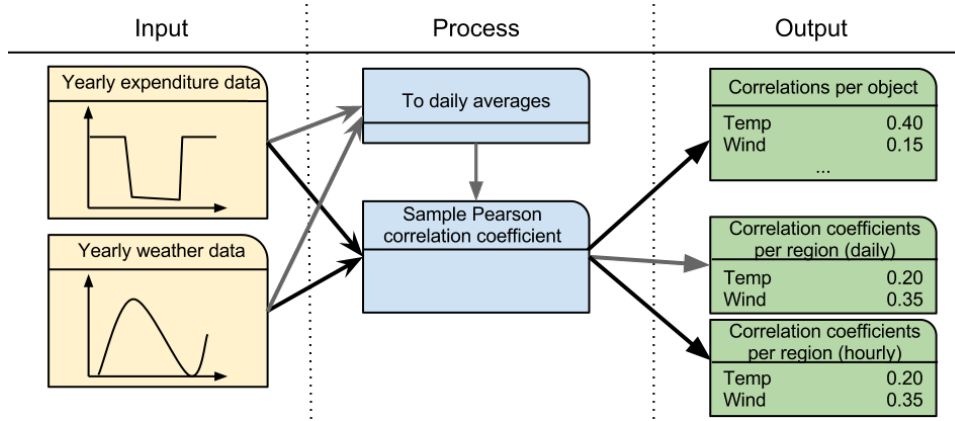 Input
Process
Output
Yearly expenditure data
Yearly weather data
To daily averages
Sample Pearson
correlation coefficient
Correlations per object
Temp 0.40
Wind 0.15
...
Correlation coefficients
per region (daily)
Temp 0.20
Wind 0.35
Correlation coefficients
per region (hourly)
Temp 0.20
Wind 0.35